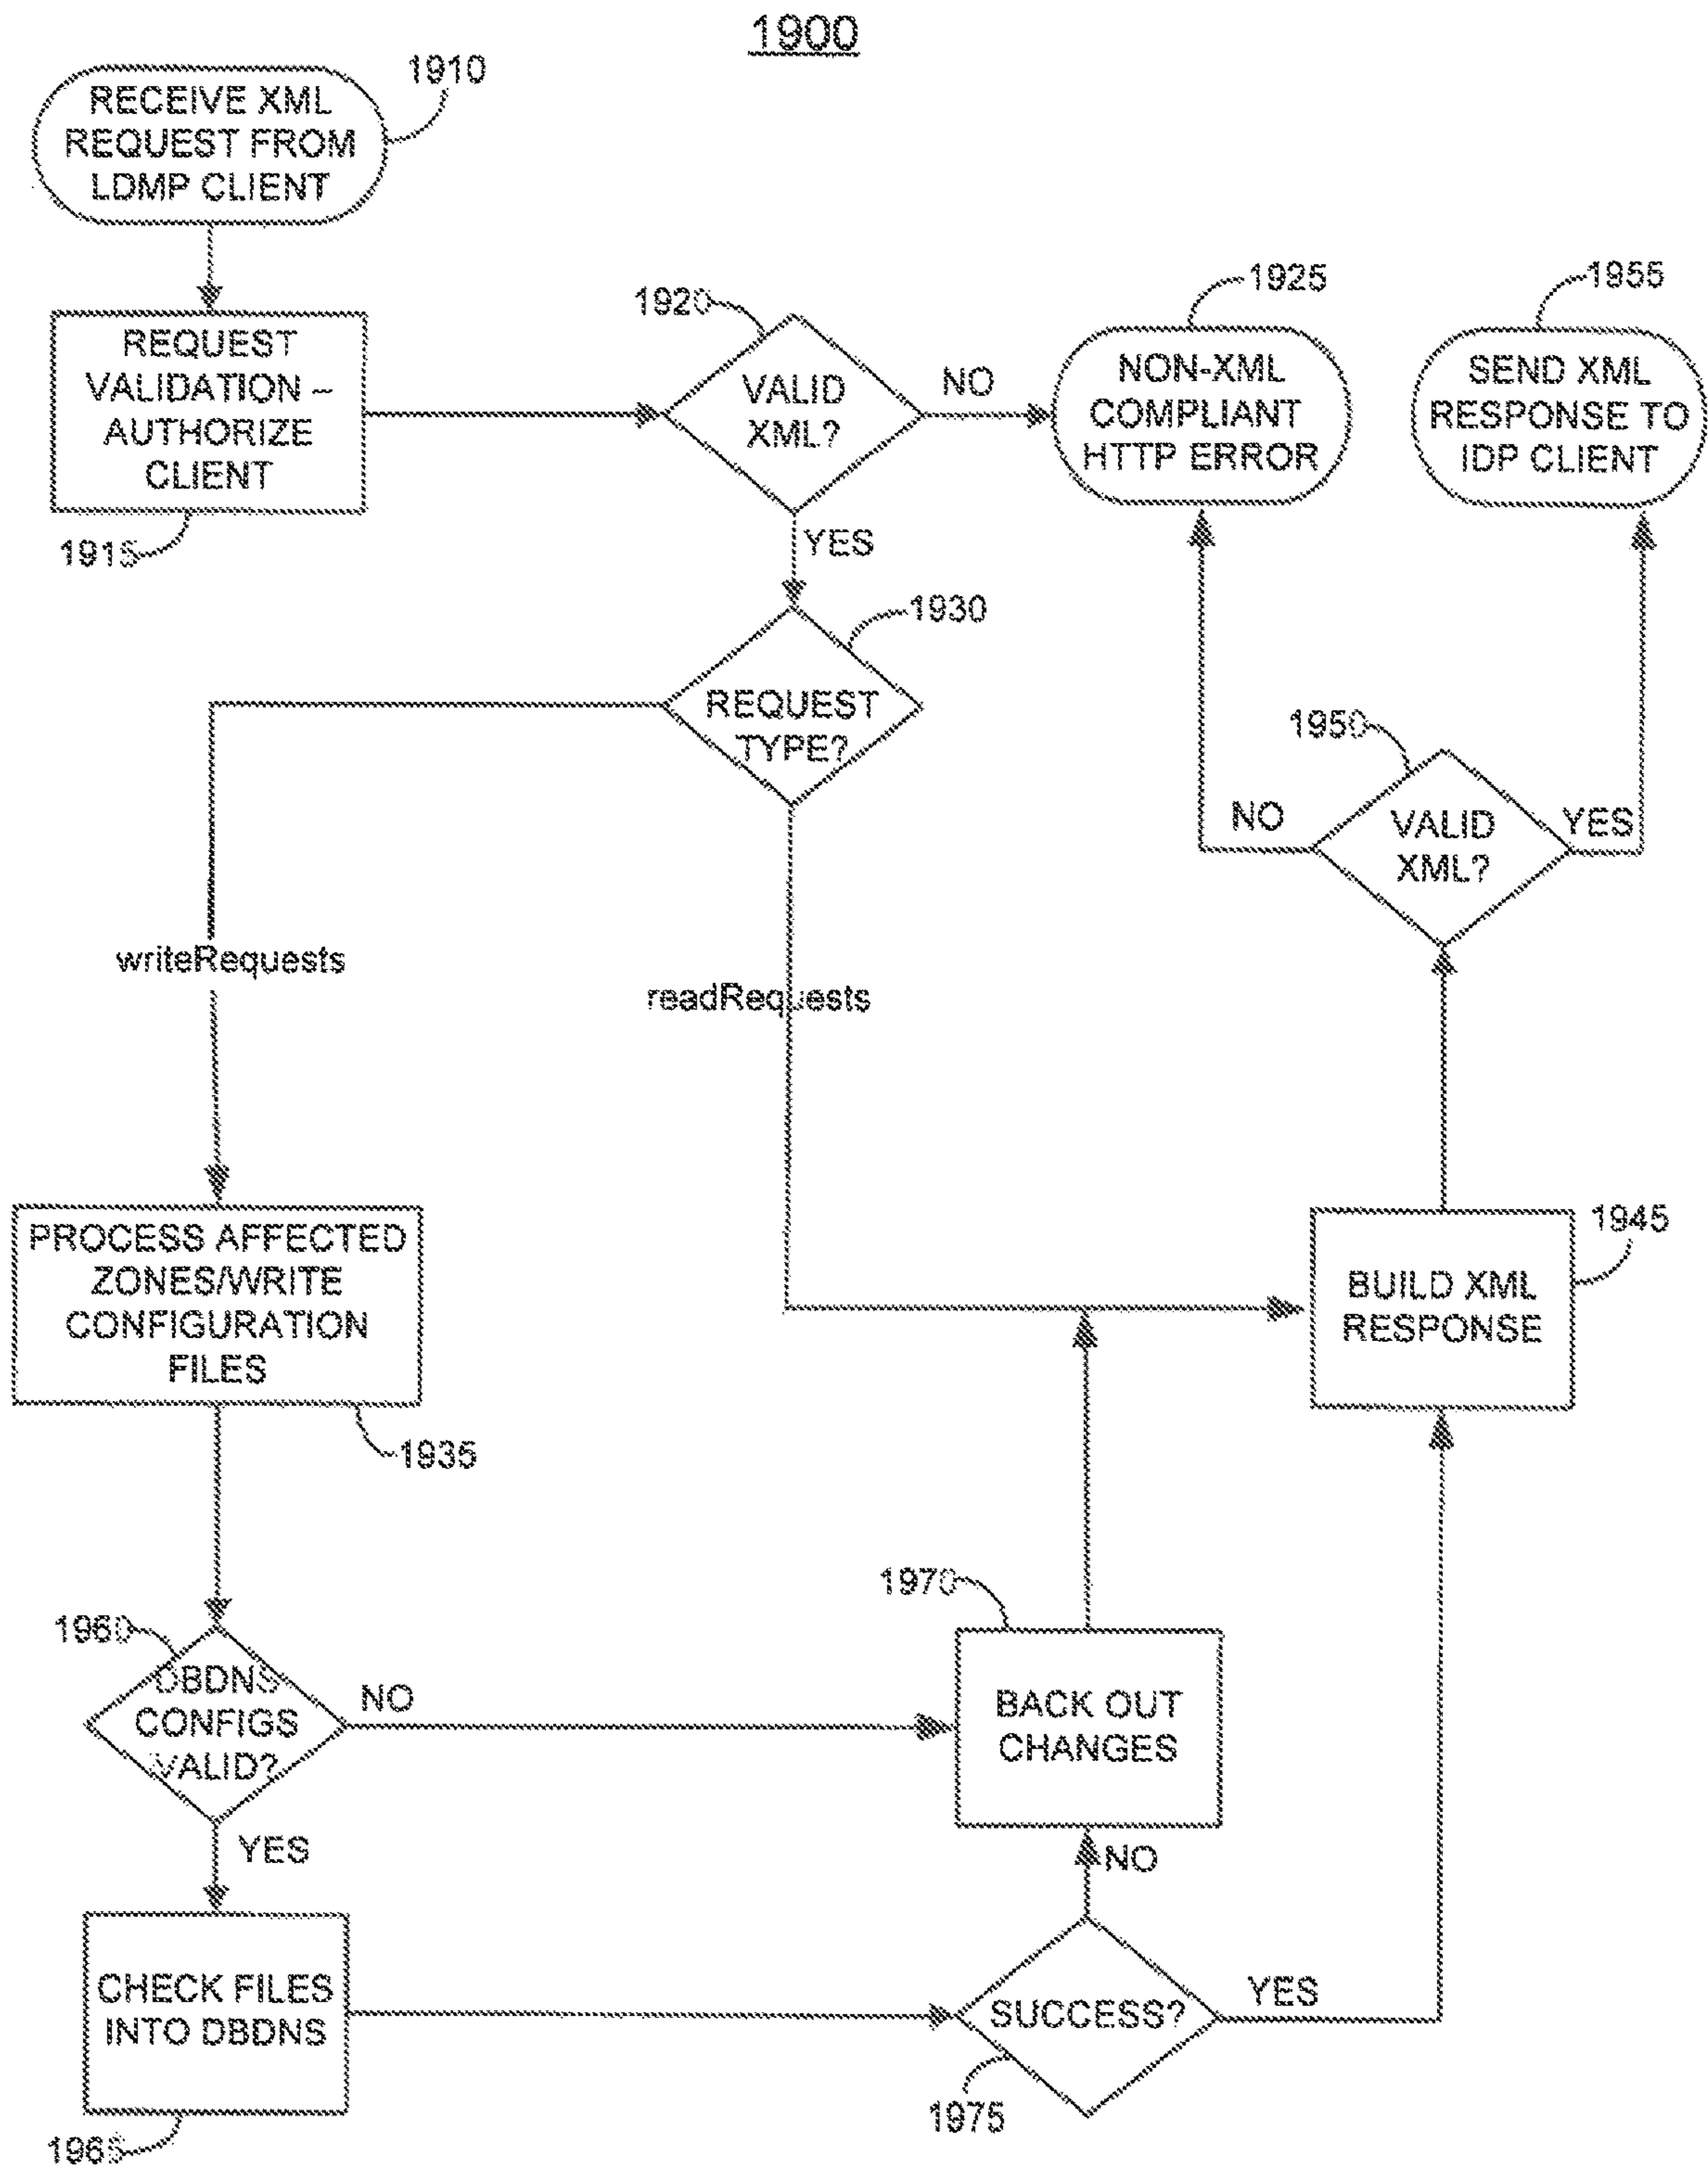 1900
1910
RECEIVE XML
REQUEST FROM
LDMP CLIENT
1920
1925
1955
REQUEST
VALIDATION –
AUTHORIZE
CLIENT
VALID
XML?
NO
NON-XML
COMPLIANT
HTTP ERROR
SEND XML
RESPONSE TO
IDP CLIENT
1915
YES
1930
REQUEST
TYPE?
1950
NO
VALID
XML?
YES
writeRequests
readRequests
PROCESS AFFECTED
ZONES/WRITE
CONFIGURATION
FILES
1945
BUILD XML
RESPONSE
1935
1970
1960
DBDNS
CONFIGS
VALID?
NO
BACK OUT
CHANGES
YES
NO
CHECK FILES
INTO DBDNS
SUCCESS?
YES
1975
1965